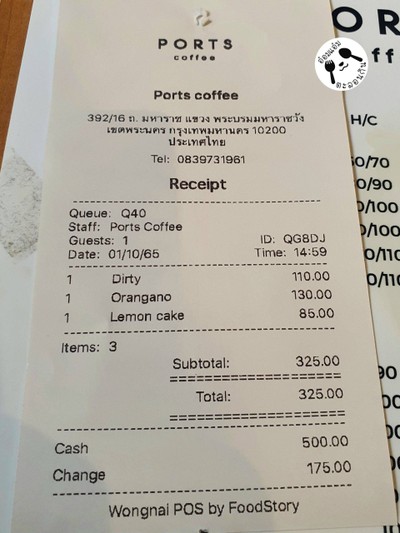 PORTS
coffee
Ports coffee
392/16 ถ. มหาราช แขวง พระบรมมหาราชวัง
เขตพระนคร กรุงเทพมหานคร 10200
ประเทศไทย
Tel: 0839731961
Receipt
Queue: Q40
Staff: Ports Coffee
Guests: 1 ID: QG8DJ
Date: 01/10/65 Time: 14:59
1 Dirty 110.00
1 Orangano 130.00
1 Lemon cake 85.00
Items: 3
Subtotal: 325.00
Total: 325.00
Cash 500.00
Change 175.00
Wongnai POS by FoodStory
H/C